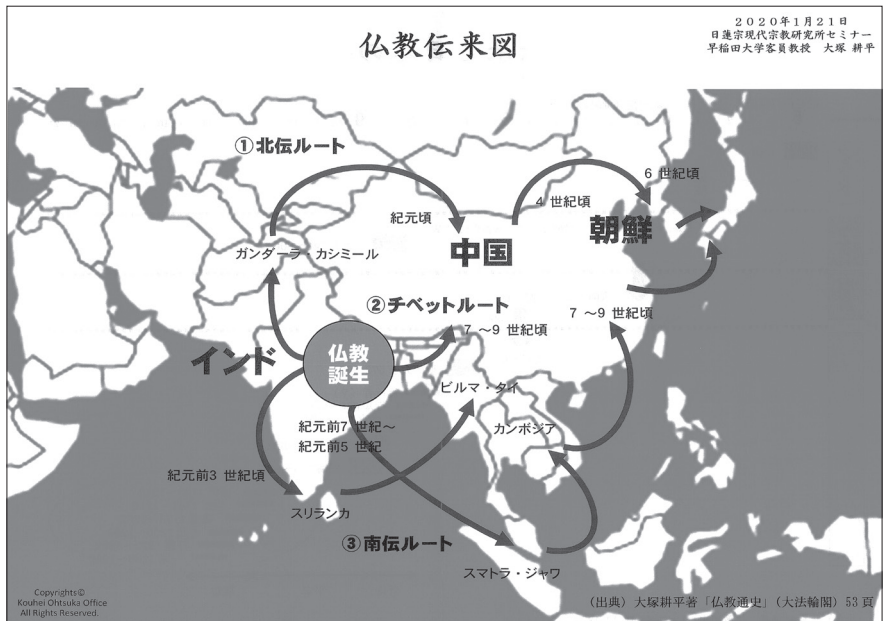 仏教伝来図
2020年1月21日
日蓮宗現代宗教研究所セミナー
早稲田大学客員教授 大塚 耕平
①北伝ルート
6 世紀頃
4 世紀頃
紀元頃
朝鮮
中国
ガンダーラ・カシミール
②チベットルート
7 ～9 世紀頃
7 ～9 世紀頃
インド
仏教
誕生
ビルマ・タイ
カンボジア
紀元前7 世紀～
紀元前5 世紀
紀元前3 世紀頃
スリランカ
③南伝ルート
スマトラ・ジャワ
Copyrights©
Kouhei Ohtsuka Office
All Rights Reserved.
（出典）大塚耕平著「仏教通史」（大法輪閣）53頁